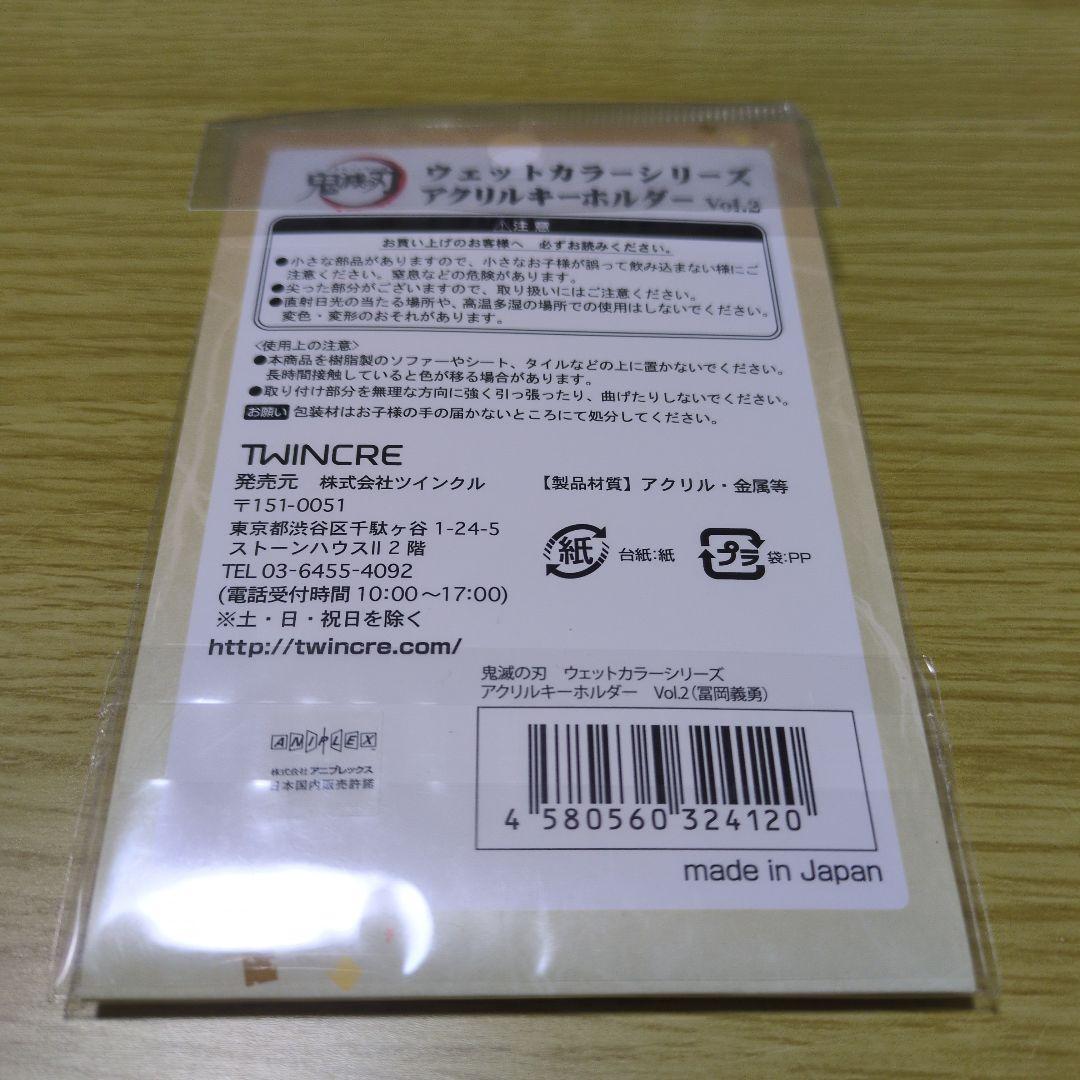 鬼滅の刃
ウェットカラーシリーズ
アクリルキーホルダー Vol.2
⚠注意
お買い上げのお客様へ 必ずお読みください。
●小さな部品がありますので、小さなお子様が誤って飲み込まない様にご
注意ください。窒息などの危険があります。
●尖った部分がございますので、取り扱いにはご注意ください。
●直射日光の当たる場所や、高温多湿の場所での使用はしないでください。
変色・変形のおそれがあります。
〈使用上の注意〉
●本商品を樹脂製のソファーやシート、タイルなどの上に置かないでください。
長時間接触していると色が移る場合があります。
●取り付け部分を無理な方向に強く引っ張ったり、曲げたりしないでください。
お願い 包装材はお子様の手の届かないところにて処分してください。
TWINCRE
発売元 株式会社ツインクル
〒151-0051
東京都渋谷区千駄ヶ谷 1-24-5
ストーンハウスII 2 階
TEL 03-6455-4092
(電話受付時間 10:00～17:00)
※土・日・祝日を除く
http://twincre.com/
【製品材質】アクリル・金属等
紙 台紙:紙
プラ 袋:PP
鬼滅の刃 ウェットカラーシリーズ
アクリルキーホルダー Vol.2(冨岡義勇)
4 580560 324120
made in Japan
ANIPLEX
株式会社 アニプレックス
日本国内販売許諾